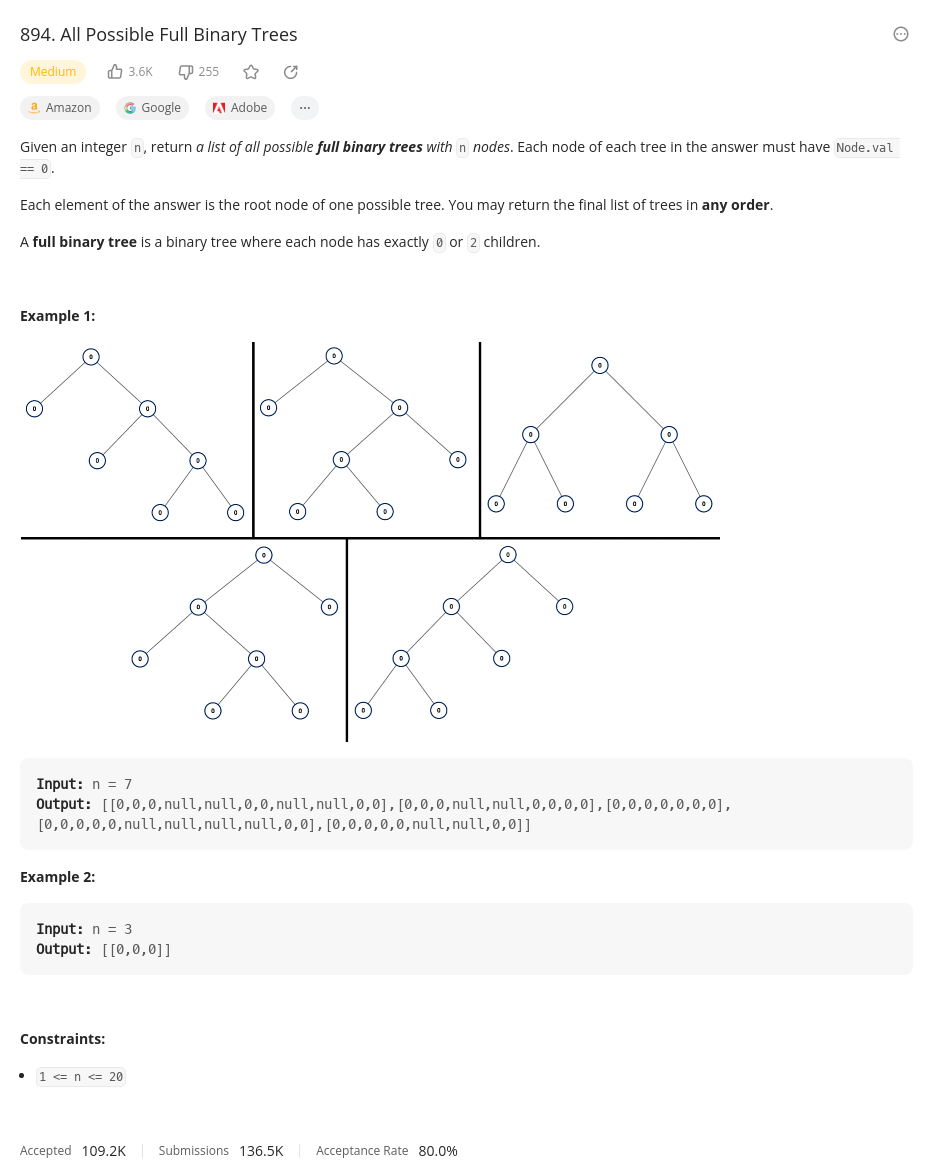 894. All Possible Full Binary Trees
Medium 3.6K 255
Amazon Google Adobe ...
Given an integer n, return a list of all possible full binary trees with n nodes. Each node of each tree in the answer must have Node.val
== 0.
Each element of the answer is the root node of one possible tree. You may return the final list of trees in any order.
A full binary tree is a binary tree where each node has exactly 0 or 2 children.
Example 1:
0 0 0
0 0 0 0 0 0
0 0 0 0
0 0 0 0 0 0 0 0
0 0
0 0 0 0
0 0 0 0
0 0 0 0
Input: n = 7
Output: [[0,0,0,null,null,0,0,null,null,0,0],[0,0,0,null,null,0,0,0,0],[0,0,0,0,0,0,0],
[0,0,0,0,0,null,null,null,null,0,0],[0,0,0,0,0,null,null,0,0]]
Example 2:
Input: n = 3
Output: [[0,0,0]]
Constraints:
• 1 <= n <= 20
Accepted 109.2K Submissions 136.5K Acceptance Rate 80.0%